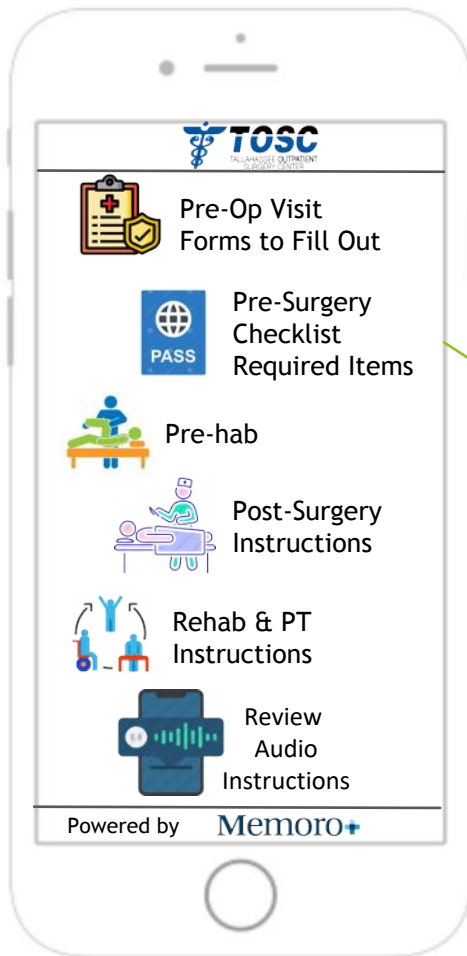 TOSC
TALLAHASSEE OUTPATIENT
SURGERY CENTER
Pre-Op Visit
Forms to Fill Out
PASS
Pre-Surgery
Checklist
Required Items
Pre-hab
Post-Surgery
Instructions
Rehab & PT
Instructions
Review
Audio
Instructions
Powered by Memoro+